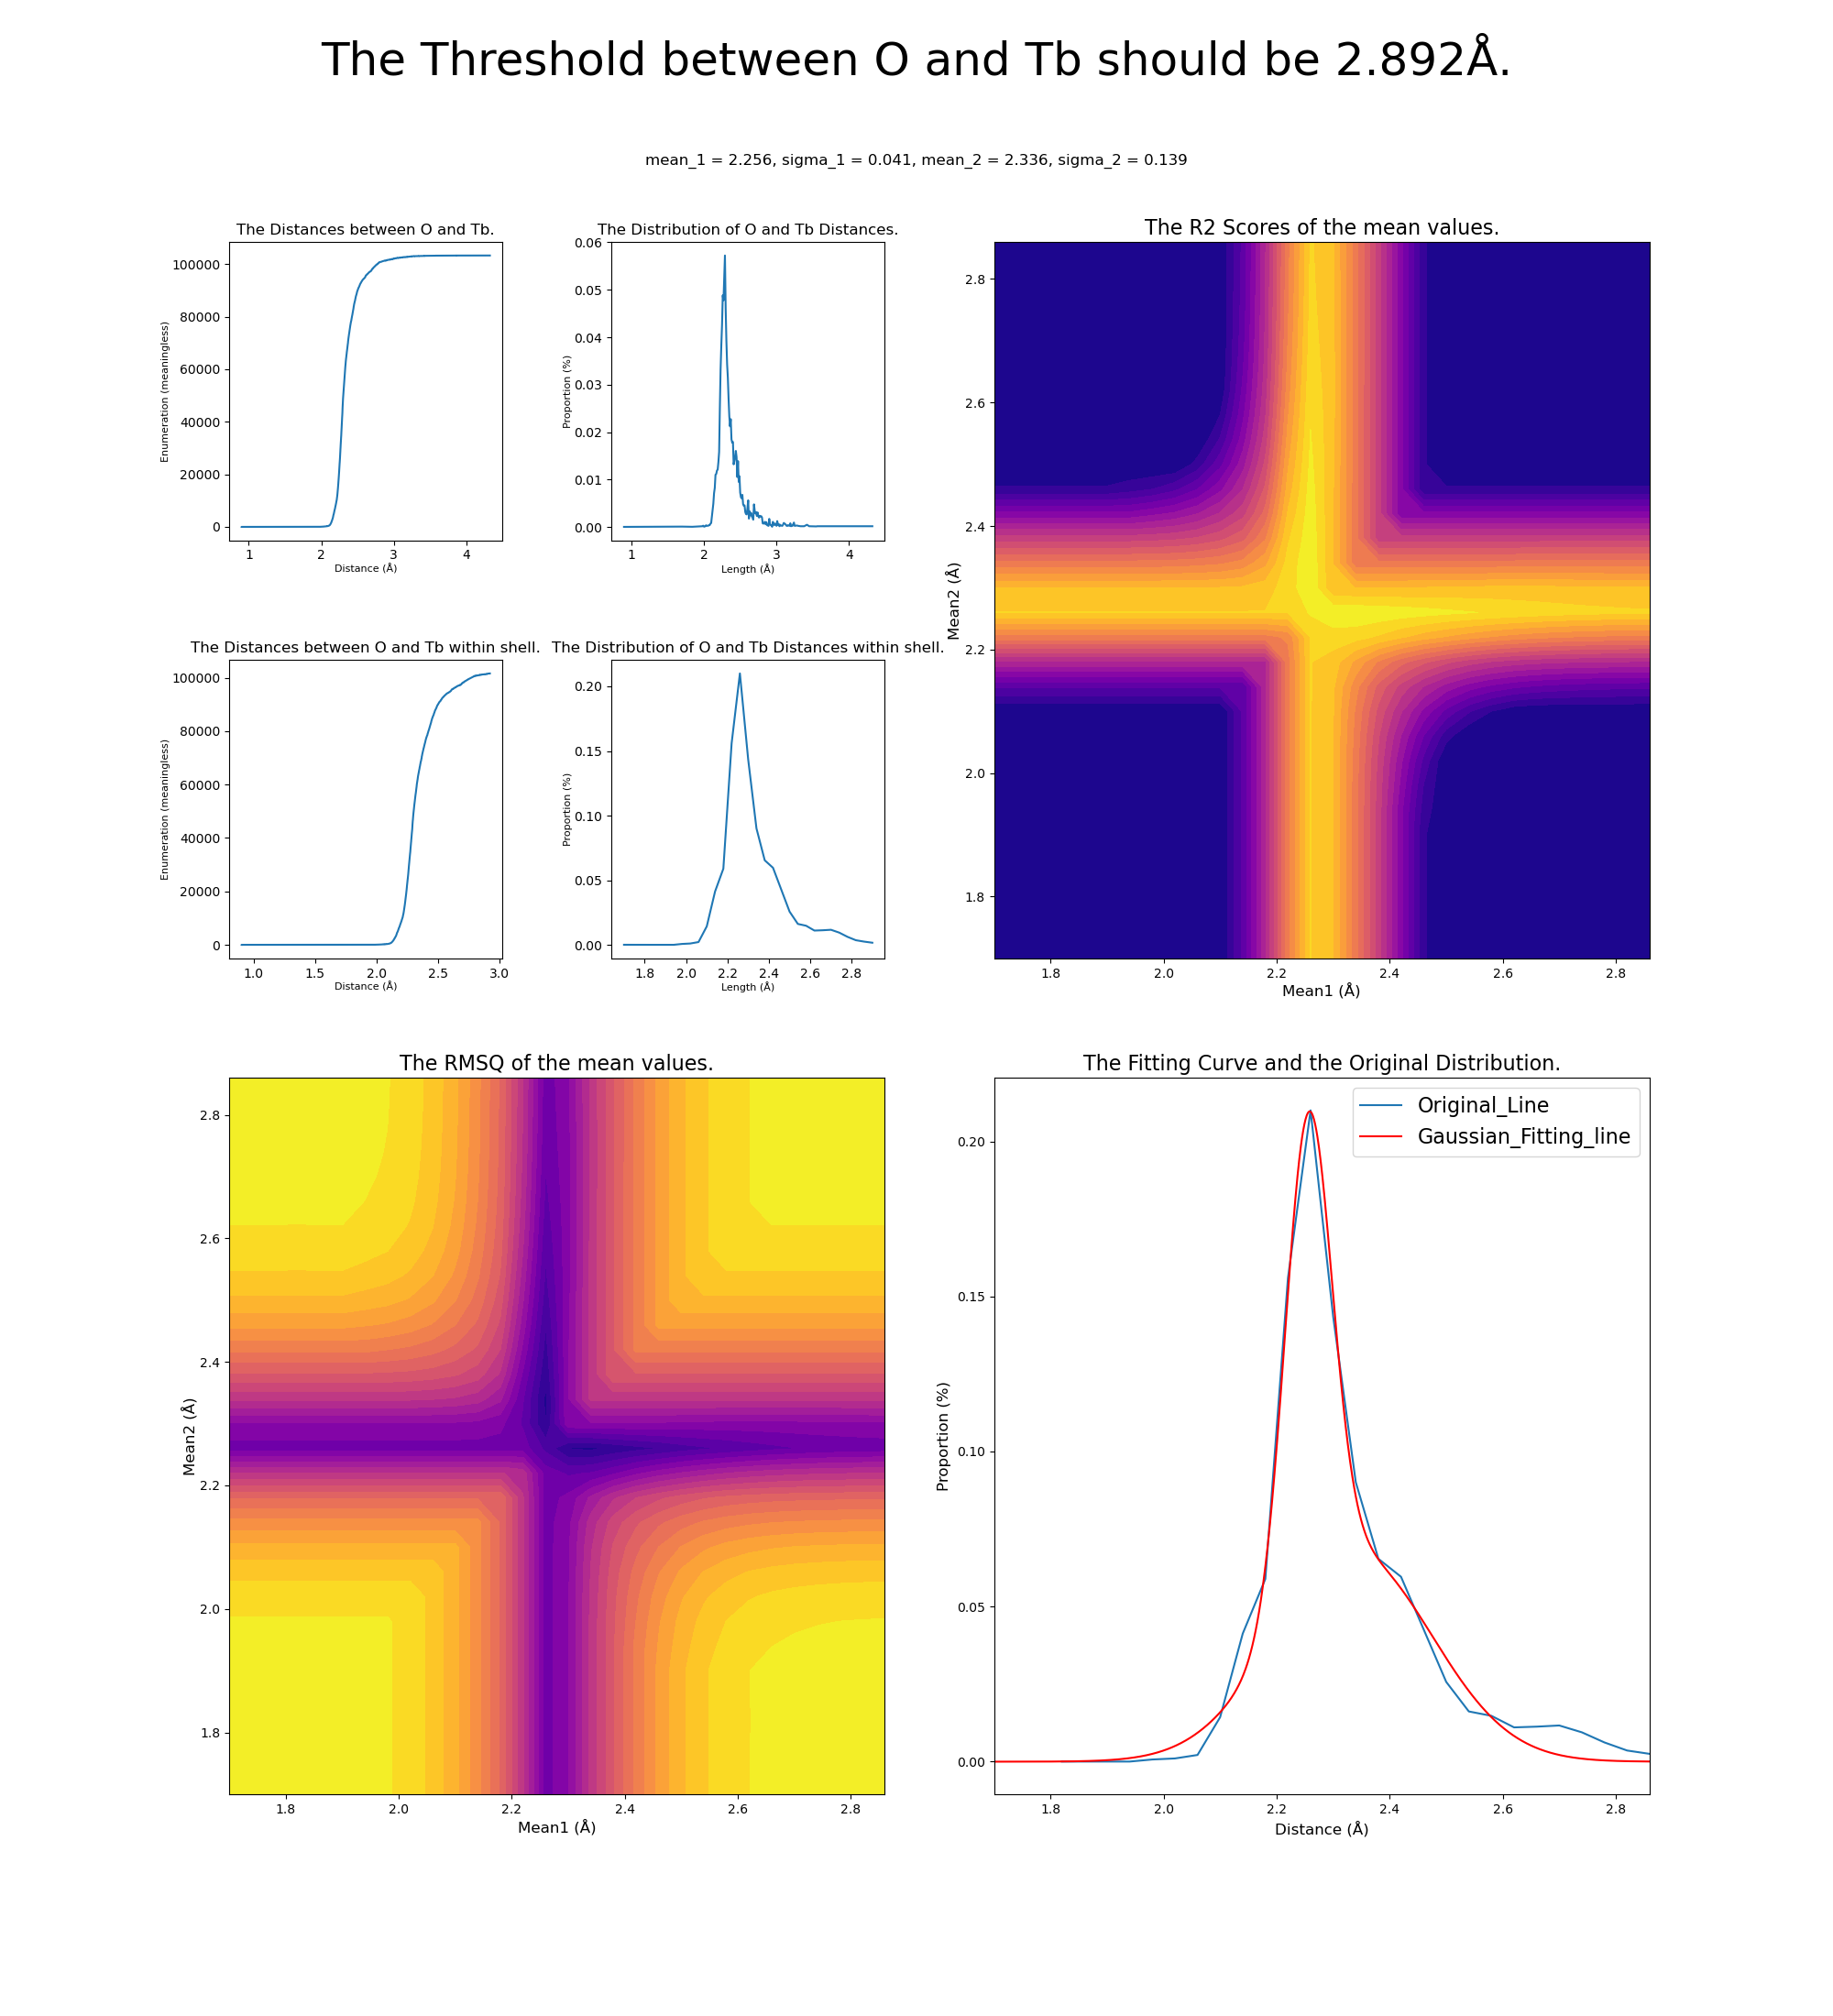 The Threshold between O and Tb should be 2.892Å.
mean_1 = 2.256, sigma_1 = 0.041, mean_2 = 2.336, sigma_2 = 0.139
The Distances between O and Tb.
Enumeration (meaningless)
100000
80000
60000
40000
20000
0
1 2 3 4
Distance (Å)
The Distribution of O and Tb Distances.
Proportion (%)
0.06
0.05
0.04
0.03
0.02
0.01
0.00
1 2 3 4
Length (Å)
The R2 Scores of the mean values.
Mean2 (Å)
2.8
2.6
2.4
2.2
2.0
1.8
1.8 2.0 2.2 2.4 2.6 2.8
Mean1 (Å)
The Distances between O and Tb within shell.
Enumeration (meaningless)
100000
80000
60000
40000
20000
0
1.0 1.5 2.0 2.5 3.0
Distance (Å)
The Distribution of O and Tb Distances within shell.
Proportion (%)
0.20
0.15
0.10
0.05
0.00
1.8 2.0 2.2 2.4 2.6 2.8
Length (Å)
The RMSQ of the mean values.
Mean2 (Å)
2.8
2.6
2.4
2.2
2.0
1.8
1.8 2.0 2.2 2.4 2.6 2.8
Mean1 (Å)
The Fitting Curve and the Original Distribution.
Original_Line
Gaussian_Fitting_line
Proportion (%)
0.20
0.15
0.10
0.05
0.00
1.8 2.0 2.2 2.4 2.6 2.8
Distance (Å)